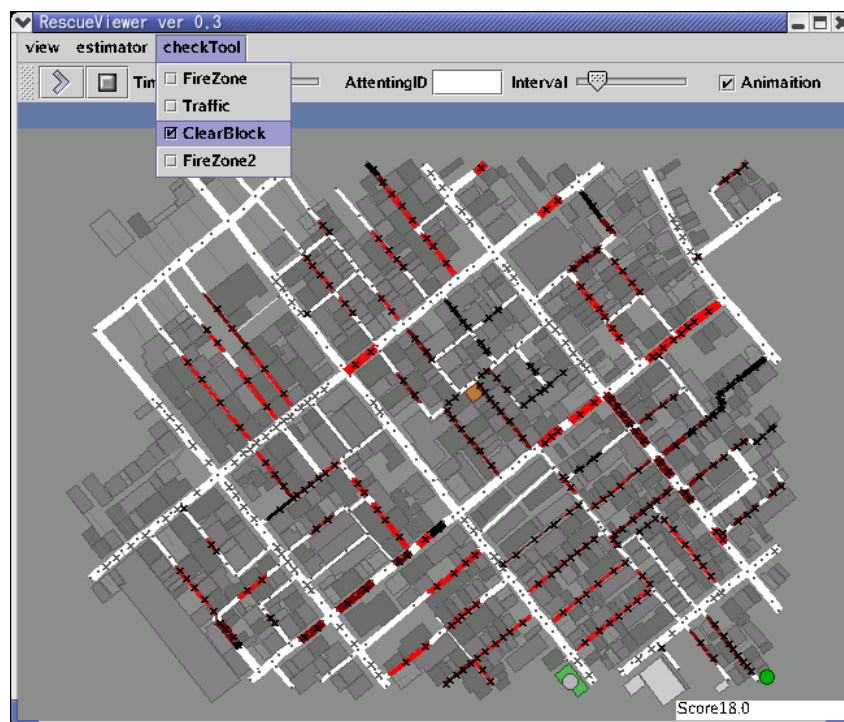 RescueViewer ver 0.3
view estimator checkTool
Tim AttentingID Interval Animaition
FireZone
Traffic
ClearBlock
FireZone2
Score18.0